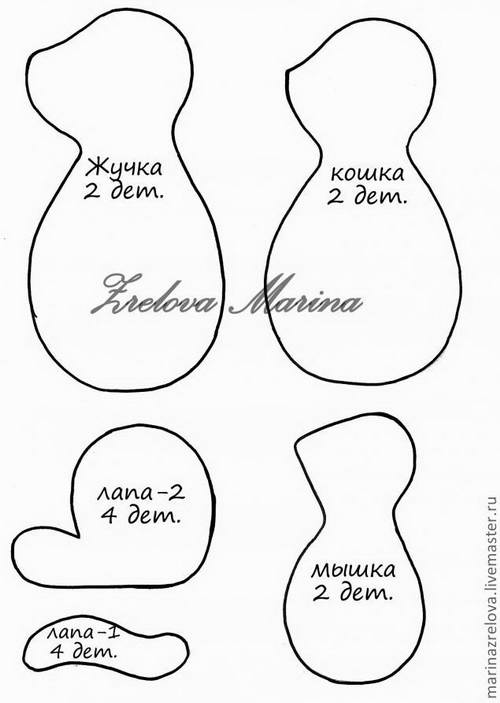 Жучка
2 дет.
кошка
2 дет.
Zrelova Marina
лапа-2
4 дет.
мышка
2 дет.
лапа-1
4 дет.
marinazrelova.livemaster.ru